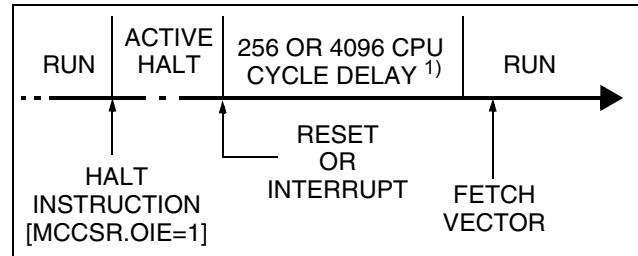 RUN
ACTIVE
HALT
256 OR 4096 CPU
CYCLE DELAY 1)
RUN
HALT
INSTRUCTION
[MCCSR.OIE=1]
RESET
OR
INTERRUPT
FETCH
VECTOR